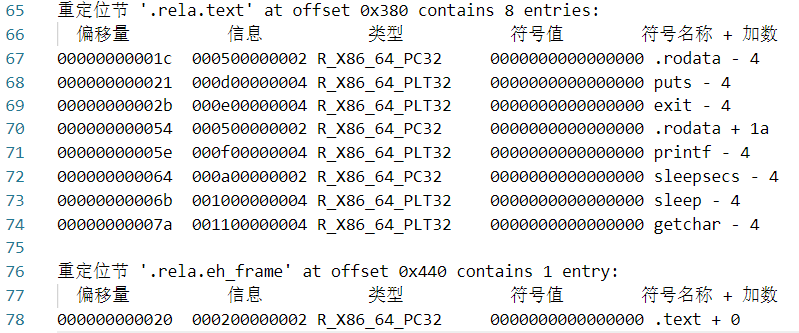 65 重定位节 '.rela.text' at offset 0x380 contains 8 entries:
66 偏移量 信息 类型 符号值 符号名称 + 加数
67 00000000001c 000500000002 R_X86_64_PC32 0000000000000000 .rodata - 4
68 000000000021 000d00000004 R_X86_64_PLT32 0000000000000000 puts - 4
69 00000000002b 000e00000004 R_X86_64_PLT32 0000000000000000 exit - 4
70 000000000054 000500000002 R_X86_64_PC32 0000000000000000 .rodata + 1a
71 00000000005e 000f00000004 R_X86_64_PLT32 0000000000000000 printf - 4
72 000000000064 000a00000002 R_X86_64_PC32 0000000000000000 sleepsecs - 4
73 00000000006b 001000000004 R_X86_64_PLT32 0000000000000000 sleep - 4
74 00000000007a 001100000004 R_X86_64_PLT32 0000000000000000 getchar - 4
75
76 重定位节 '.rela.eh_frame' at offset 0x440 contains 1 entry:
77 偏移量 信息 类型 符号值 符号名称 + 加数
78 000000000020 000200000002 R_X86_64_PC32 0000000000000000 .text + 0